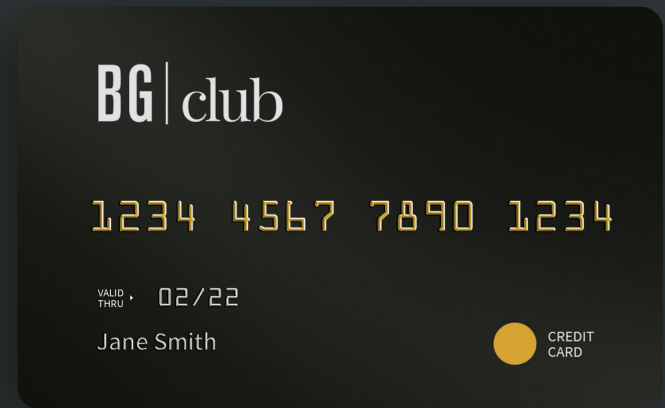 BG|club
1234 4567 7890 1234
VALID THRU 02/22
Jane Smith
CREDIT
CARD